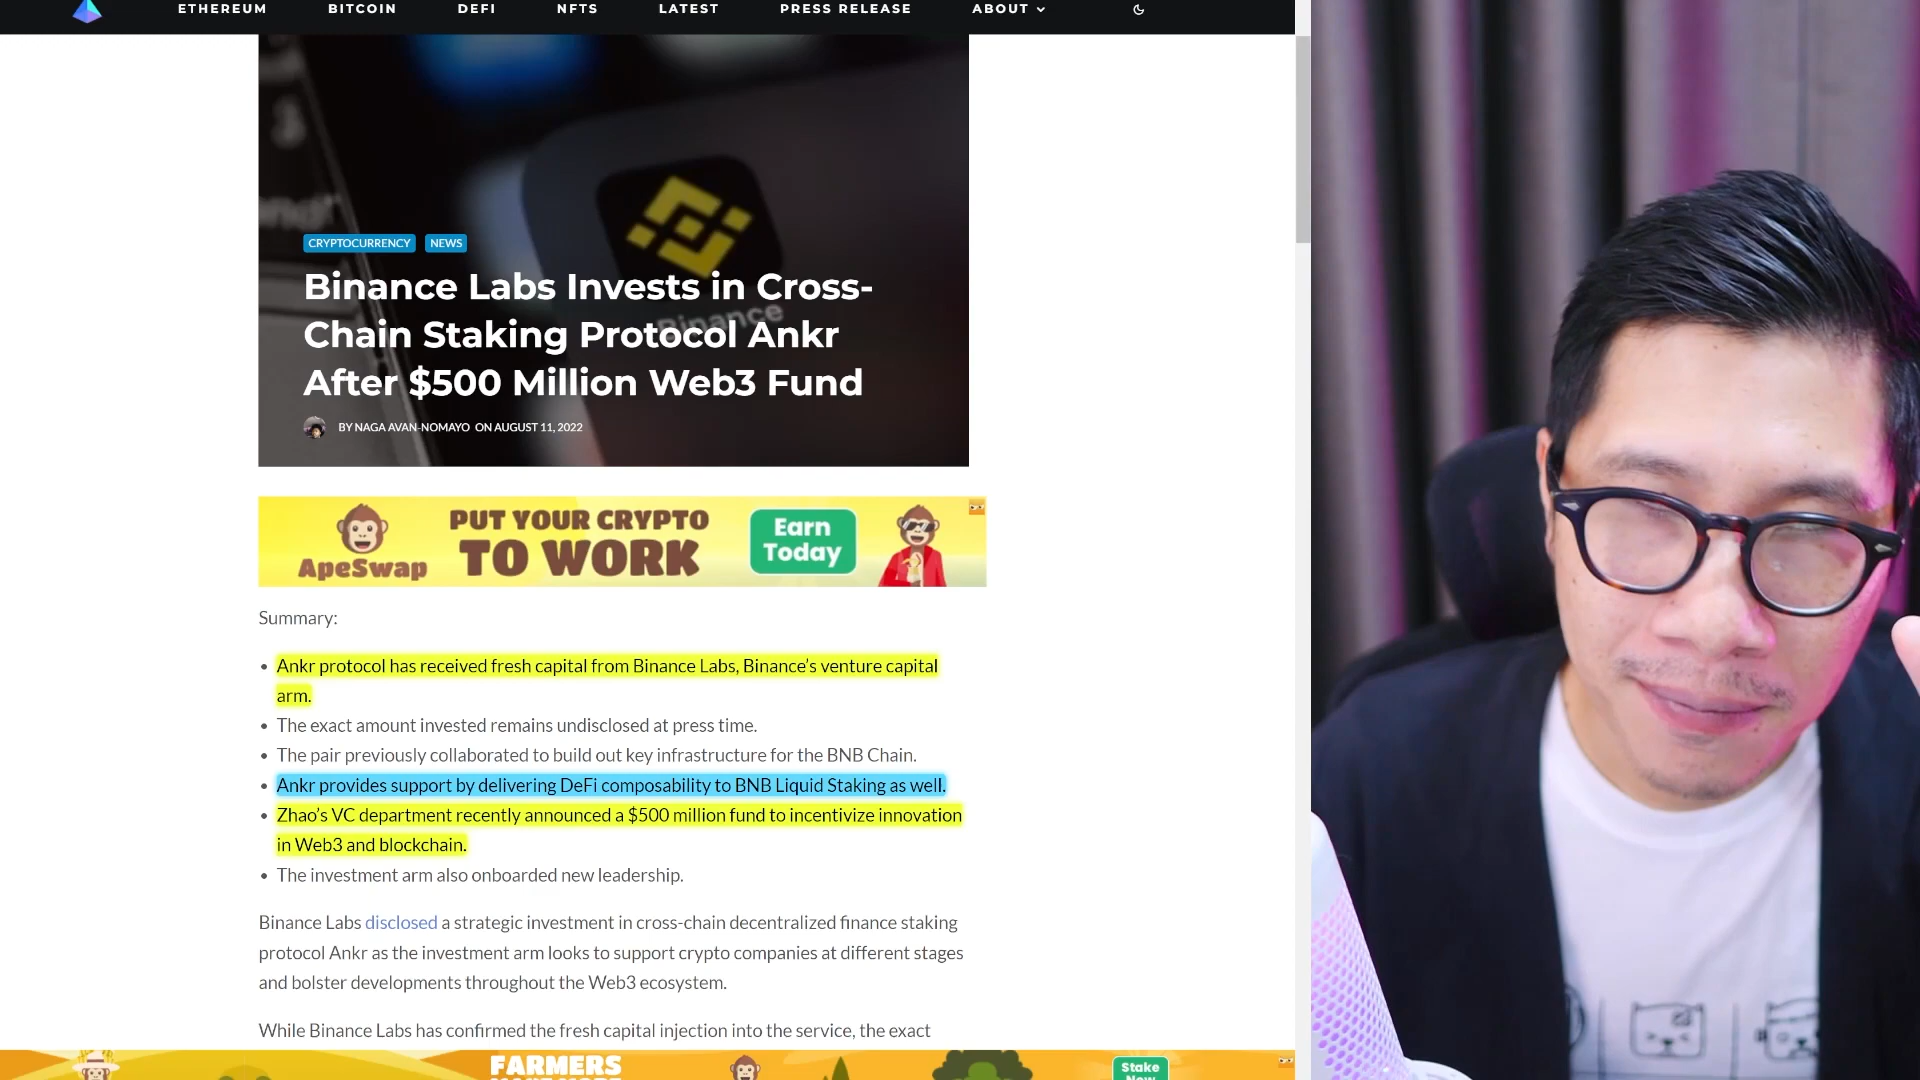 ETHEREUM BITCOIN DEFI NFTS LATEST PRESS RELEASE ABOUT
CRYPTOCURRENCY NEWS
Binance Labs Invests in Cross-
Chain Staking Protocol Ankr
After $500 Million Web3 Fund
Binance
BY NAGA AVAN-NOMAYO ON AUGUST 11, 2022
ApeSwap
PUT YOUR CRYPTO
TO WORK
Earn
Today
Summary:
• Ankr protocol has received fresh capital from Binance Labs, Binance’s venture capital
arm.
• The exact amount invested remains undisclosed at press time.
• The pair previously collaborated to build out key infrastructure for the BNB Chain.
• Ankr provides support by delivering DeFi composability to BNB Liquid Staking as well.
• Zhao’s VC department recently announced a $500 million fund to incentivize innovation
in Web3 and blockchain.
• The investment arm also onboarded new leadership.
Binance Labs disclosed a strategic investment in cross-chain decentralized finance staking
protocol Ankr as the investment arm looks to support crypto companies at different stages
and bolster developments throughout the Web3 ecosystem.
While Binance Labs has confirmed the fresh capital injection into the service, the exact
FARMERS
Stake